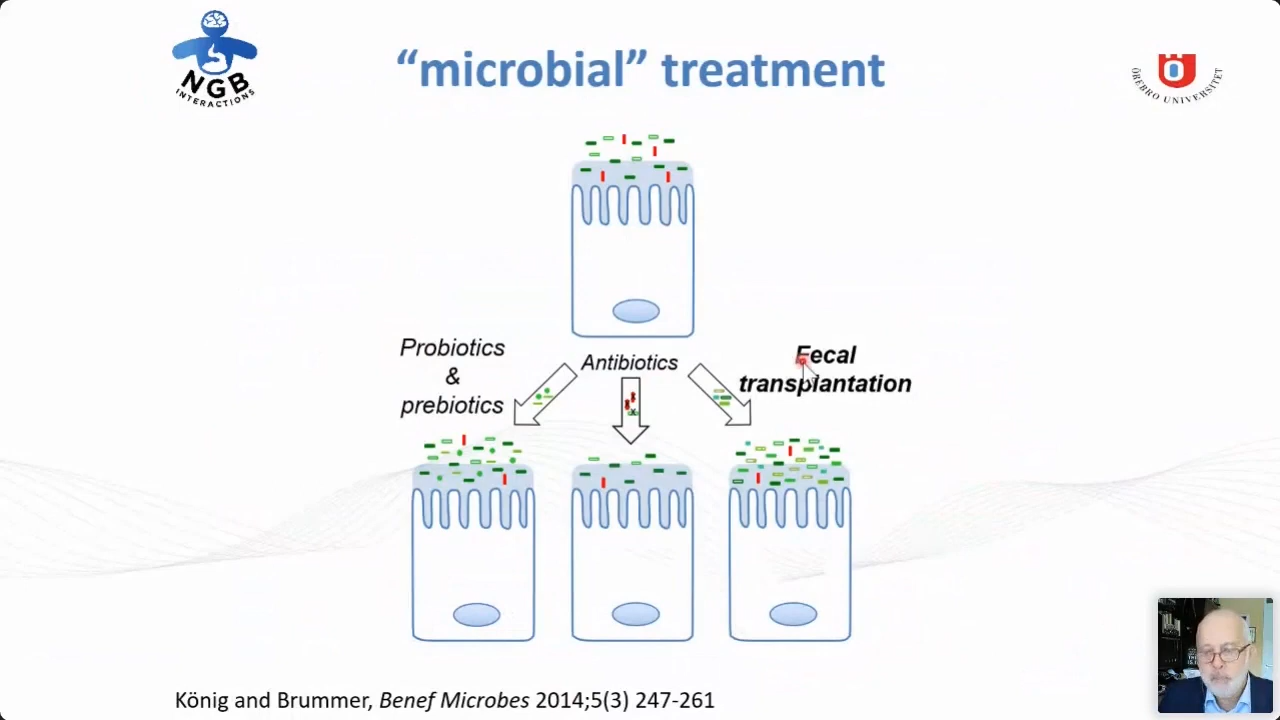 “microbial” treatment
NGB
INTERACTIONS
Ö
ÖREBRO UNIVERSITET
Probiotics
&
prebiotics
Antibiotics
Fecal
transplantation
König and Brummer, Benef Microbes 2014;5(3) 247-261